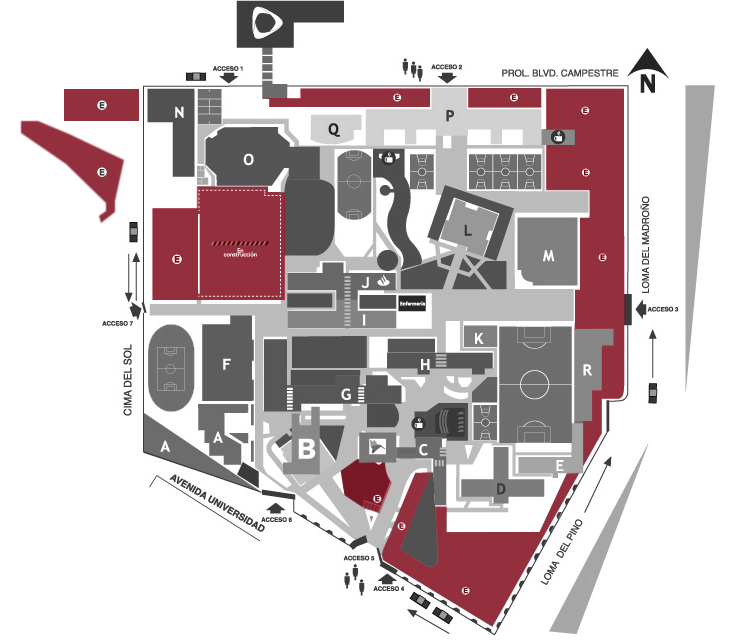 ACCESO 1
ACCESO 2
PROL. BLVD. CAMPESTRE
N
E
E
E
E
N
P
Q
E
O
E
E
L
LOMA DEL MADROÑO
En
construcción
E
M
E
J
Enfermería
I
ACCESO 7
ACCESO 3
K
CIMA DEL SOL
F
H
R
G
A
A
B
C
E
D
AVENIDA UNIVERSIDAD
E
ACCESO 6
E
LOMA DEL PINO
ACCESO 5
ACCESO 4
E